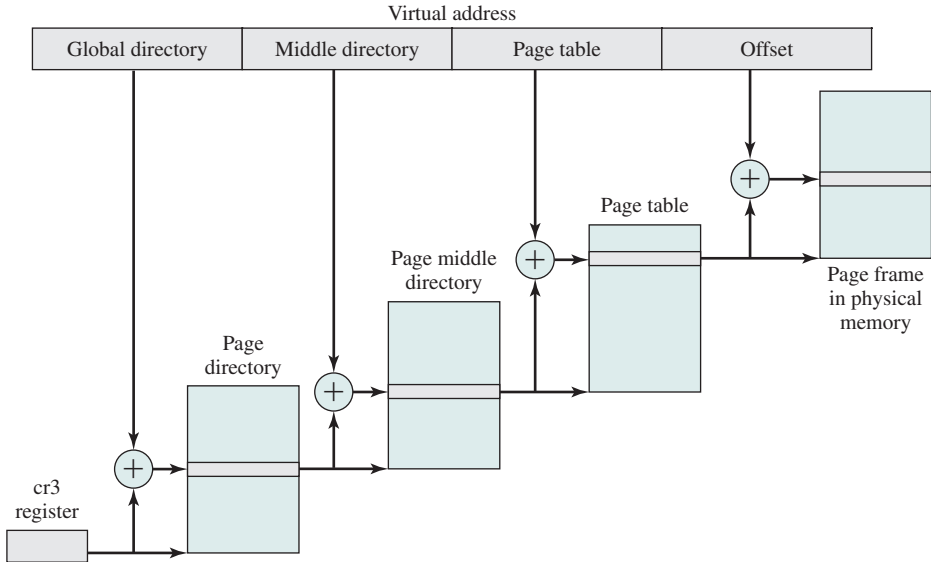 Virtual address
Global directory
Middle directory
Page table
Offset
+
Page table
+
Page middle
directory
Page frame
in physical
memory
Page
directory
+
+
cr3
register